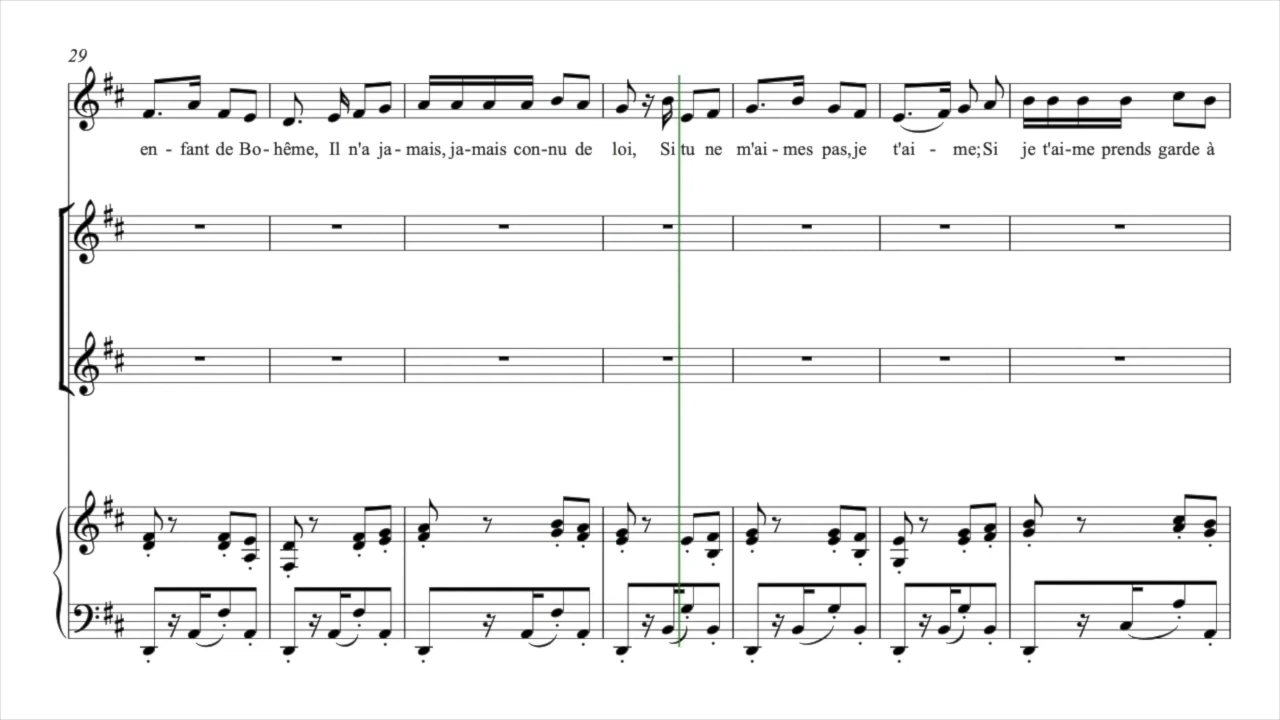 29
en - fant de Bo - hême, Il n'a ja - mais, ja-mais con-nu de loi, Si tu ne m'ai - mes pas, je t'ai - me; Si je t'ai-me prends garde à